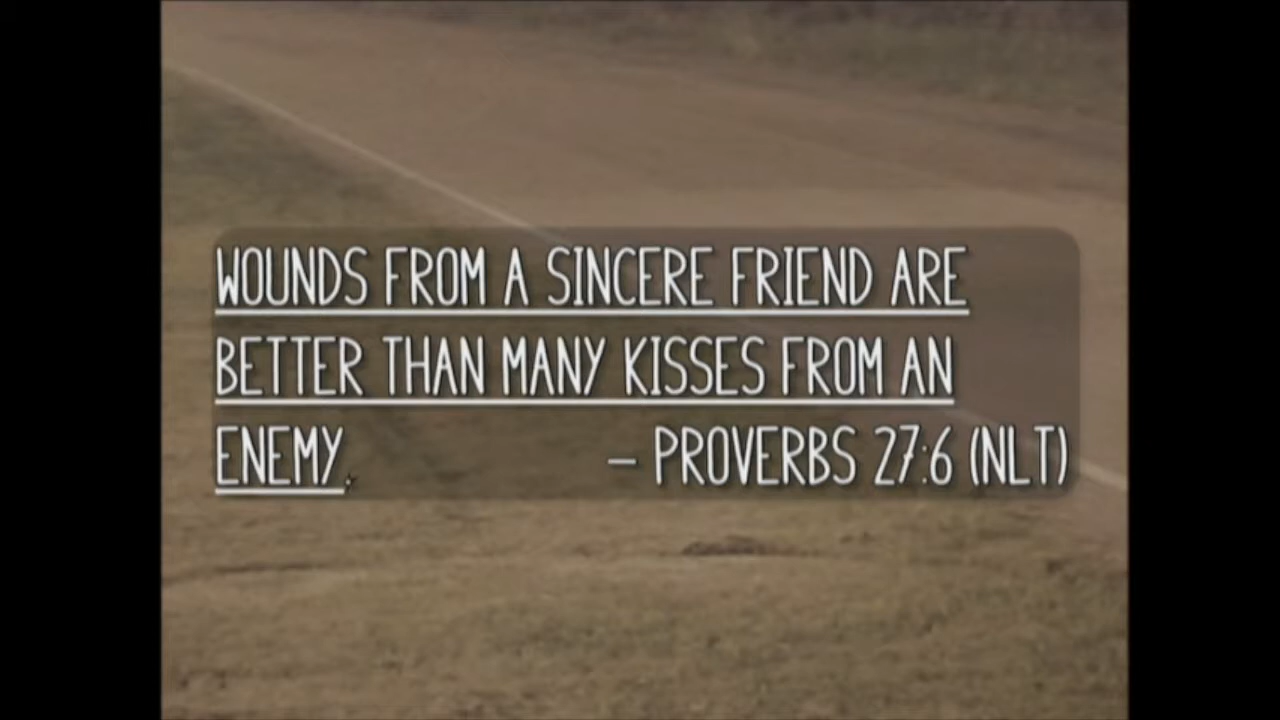 WOUNDS FROM A SINCERE FRIEND ARE
BETTER THAN MANY KISSES FROM AN
ENEMY. – PROVERBS 27:6 (NLT)